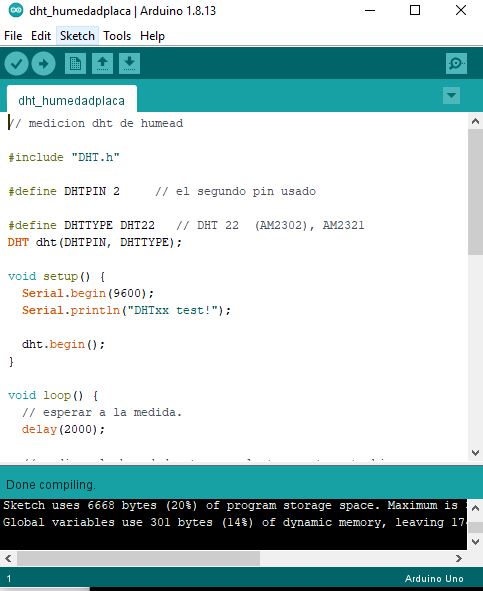 dht_humedadplaca | Arduino 1.8.13
File Edit Sketch Tools Help
dht_humedadplaca
// medicion dht de humead
#include "DHT.h"
#define DHTPIN 2     // el segundo pin usado
#define DHTTYPE DHT22   // DHT 22  (AM2302), AM2321
DHT dht(DHTPIN, DHTTYPE);
void setup() {
  Serial.begin(9600);
  Serial.println("DHTxx test!");
  dht.begin();
}
void loop() {
  // esperar a la medida.
  delay(2000);
Done compiling.
Sketch uses 6668 bytes (20%) of program storage space. Maximum is
Global variables use 301 bytes (14%) of dynamic memory, leaving 17
1 Arduino Uno